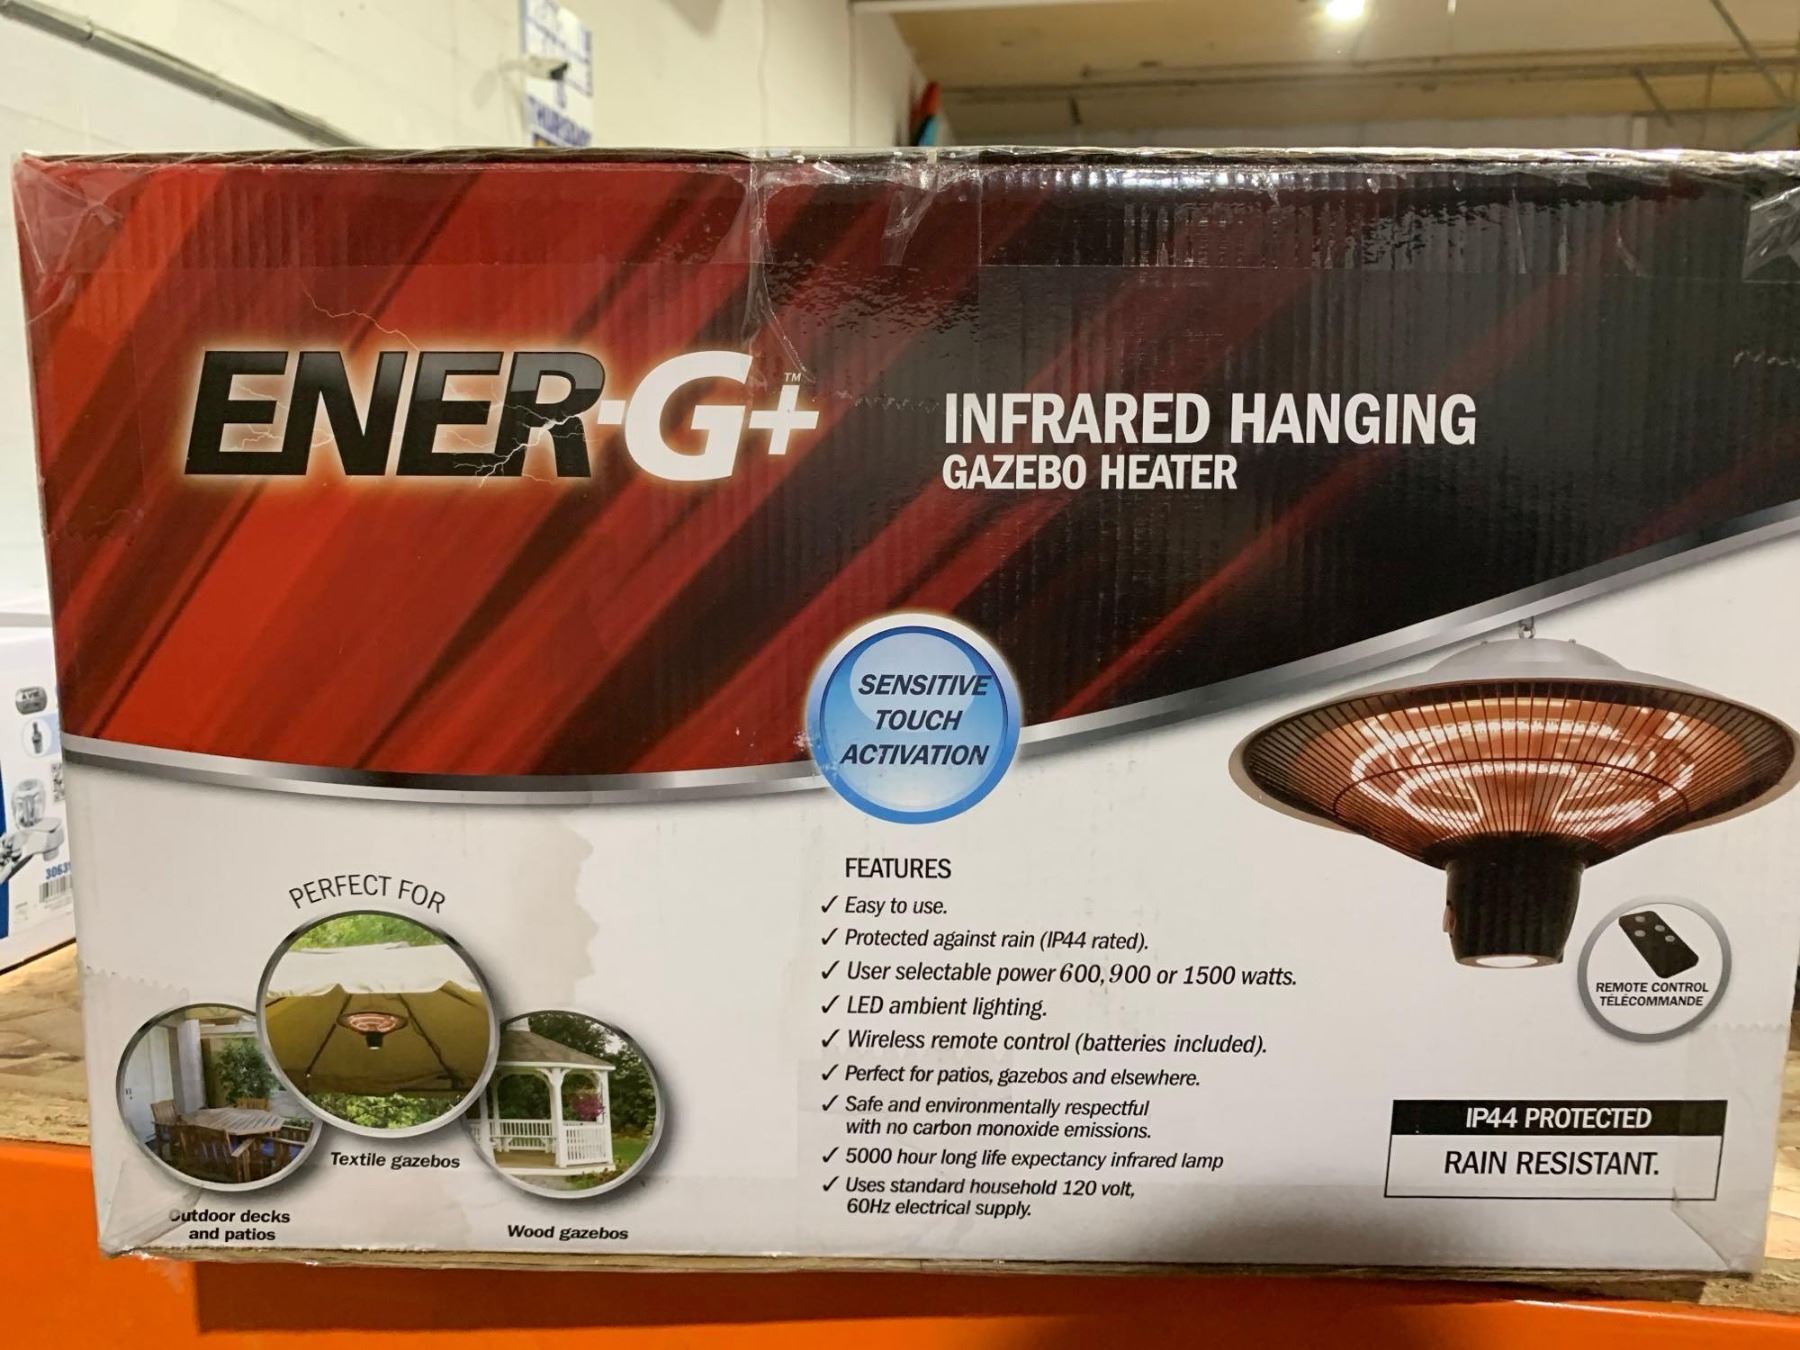 THURSDAY
ENER-G+™
INFRARED HANGING
GAZEBO HEATER
SENSITIVE
TOUCH
ACTIVATION
PERFECT FOR
Textile gazebos
Outdoor decks
and patios
Wood gazebos
FEATURES
✓ Easy to use.
✓ Protected against rain (IP44 rated).
✓ User selectable power 600,900 or 1500 watts.
✓ LED ambient lighting.
✓ Wireless remote control (batteries included).
✓ Perfect for patios, gazebos and elsewhere.
✓ Safe and environmentally respectful
with no carbon monoxide emissions.
✓ 5000 hour long life expectancy infrared lamp
✓ Uses standard household 120 volt,
60Hz electrical supply.
REMOTE CONTROL
TÉLÉCOMMANDE
IP44 PROTECTED
RAIN RESISTANT.
3063